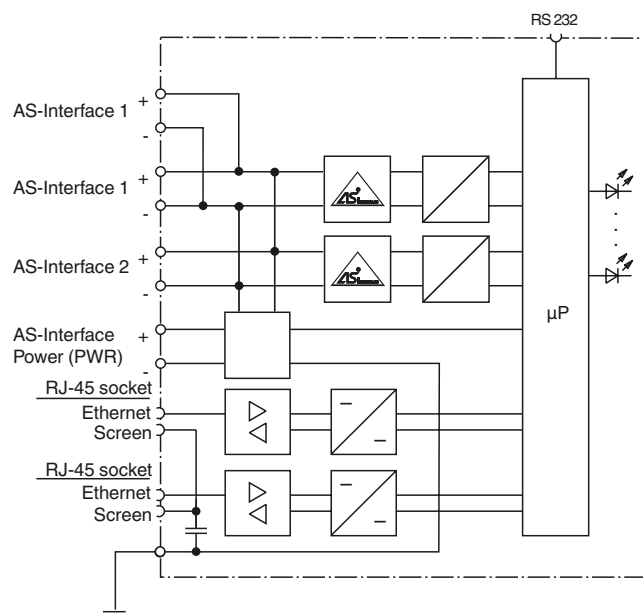 RS 232
AS-Interface 1
+
-
AS-Interface 1
+
-
AS-Interface 2
+
-
AS-Interface
Power (PWR)
+
-
µP
RJ-45 socket
Ethernet
Screen
RJ-45 socket
Ethernet
Screen